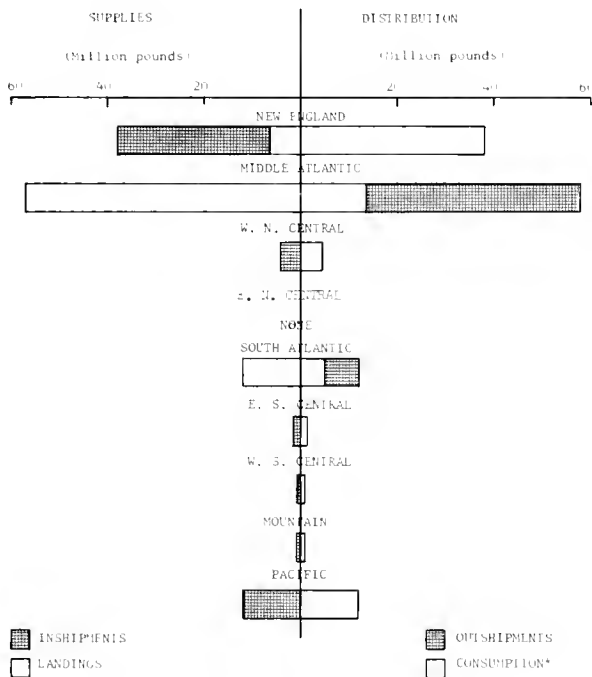 SUPPLIES DISTRIBUTION
(Million pounds) (Million pounds)
60 40 20 20 40 60
NEW ENGLAND
MIDDLE ATLANTIC
W. N. CENTRAL
E. N. CENTRAL
NONE
SOUTH ATLANTIC
E. S. CENTRAL
W. S. CENTRAL
MOUNTAIN
PACIFIC
INSHIPMENTS OUTSHIPMENTS
LANDINGS CONSUMPTION*